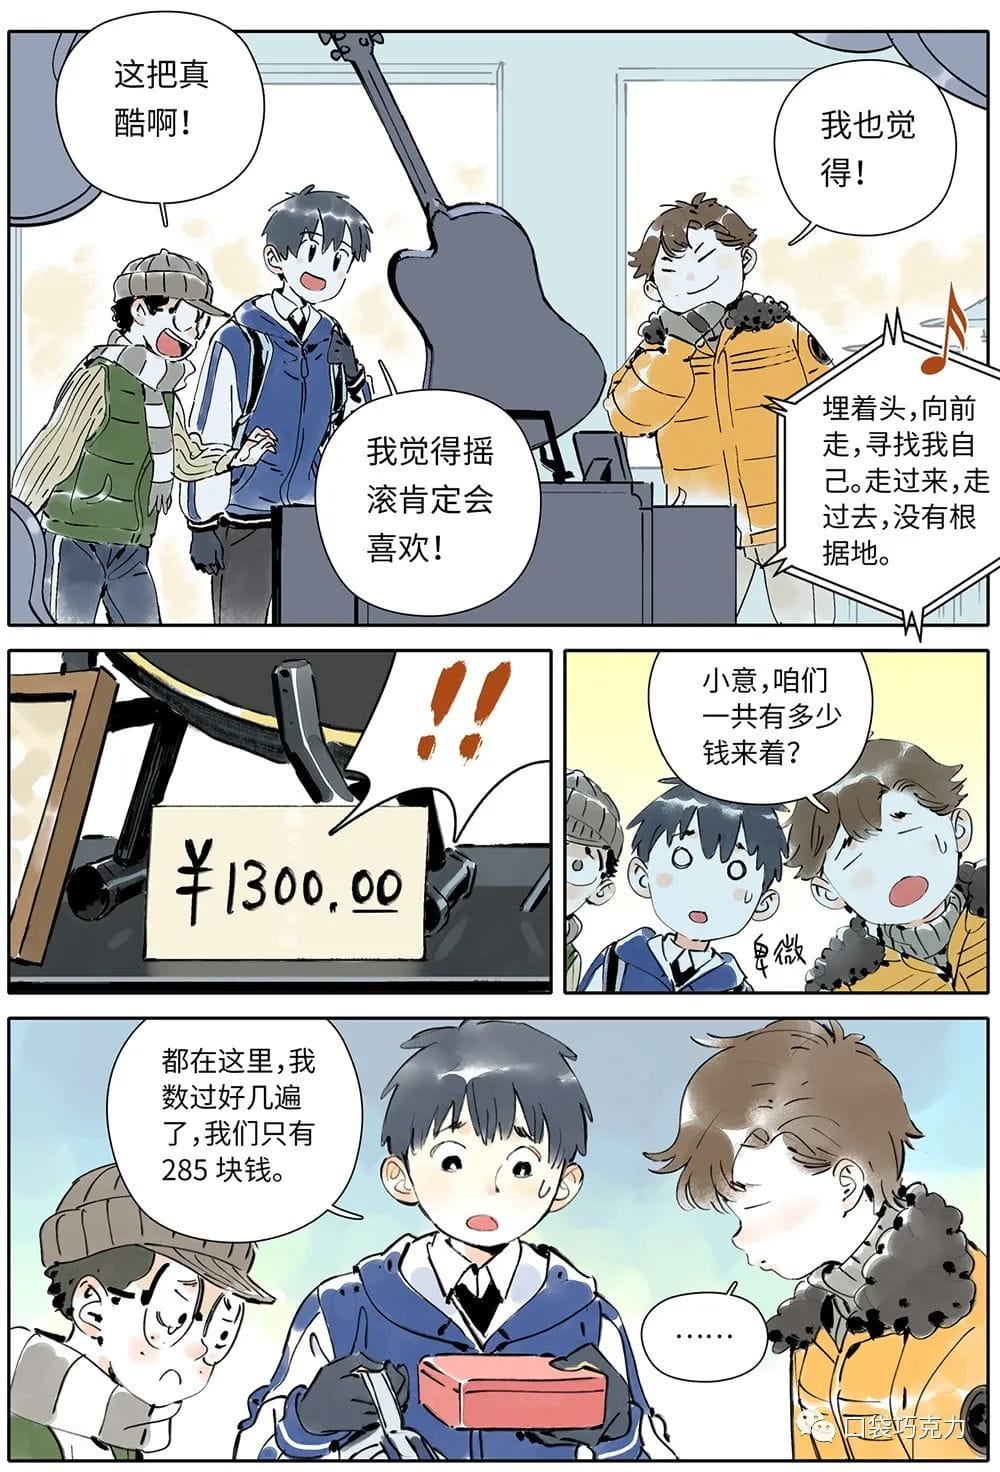 这把真
酷啊！
我也觉
得！
我觉得摇
滚肯定会
喜欢！
埋着头，向前
走，寻找我自
己。走过来，走
过去，没有根
据地。
！！
¥1300.00
小意，咱们
一共有多少
钱来着？
卑微
都在这里，我
数过好几遍
了，我们只有
285 块钱。
……
口袋巧克力